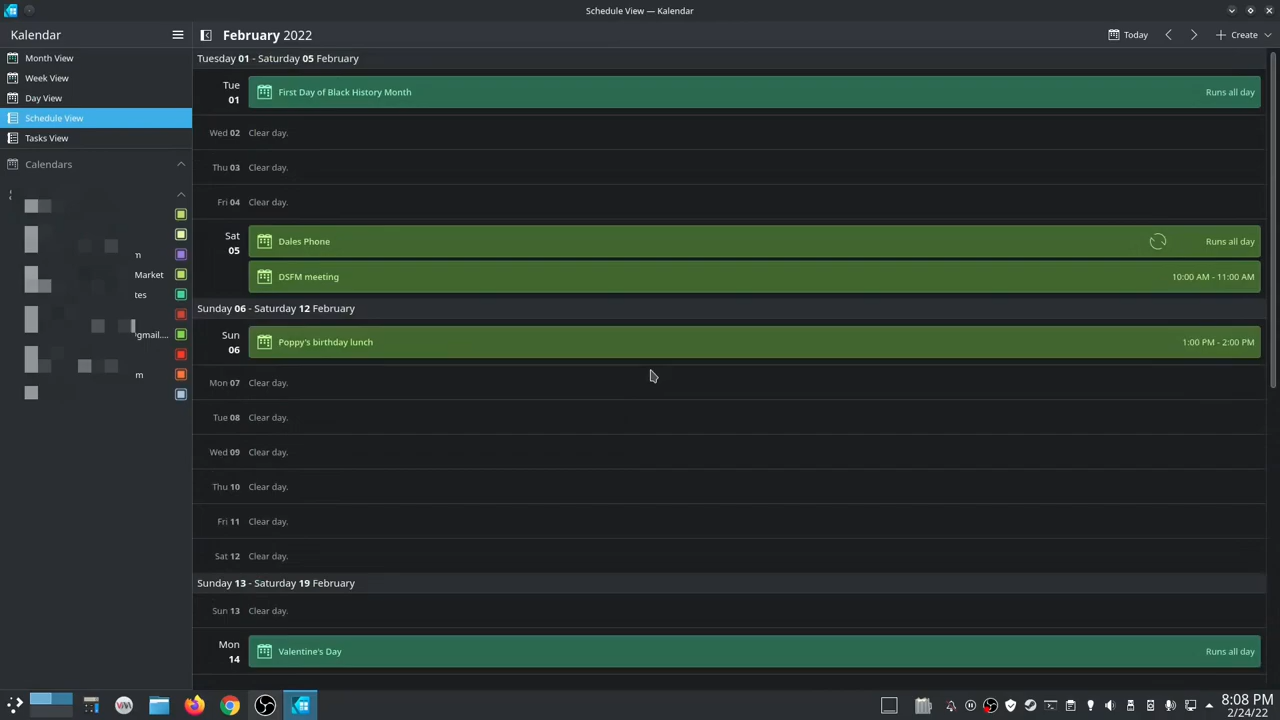 Schedule View — Kalendar
Kalendar
February 2022
Today
Create
Month View
Week View
Day View
Schedule View
Tasks View
Calendars
m
Market
tes
gmail....
m
Tuesday 01 - Saturday 05 February
Tue 01 First Day of Black History Month Runs all day
Wed 02 Clear day.
Thu 03 Clear day.
Fri 04 Clear day.
Sat 05 Dales Phone Runs all day
DSFM meeting 10:00 AM - 11:00 AM
Sunday 06 - Saturday 12 February
Sun 06 Poppy's birthday lunch 1:00 PM - 2:00 PM
Mon 07 Clear day.
Tue 08 Clear day.
Wed 09 Clear day.
Thu 10 Clear day.
Fri 11 Clear day.
Sat 12 Clear day.
Sunday 13 - Saturday 19 February
Sun 13 Clear day.
Mon 14 Valentine's Day Runs all day
8:08 PM
2/24/22